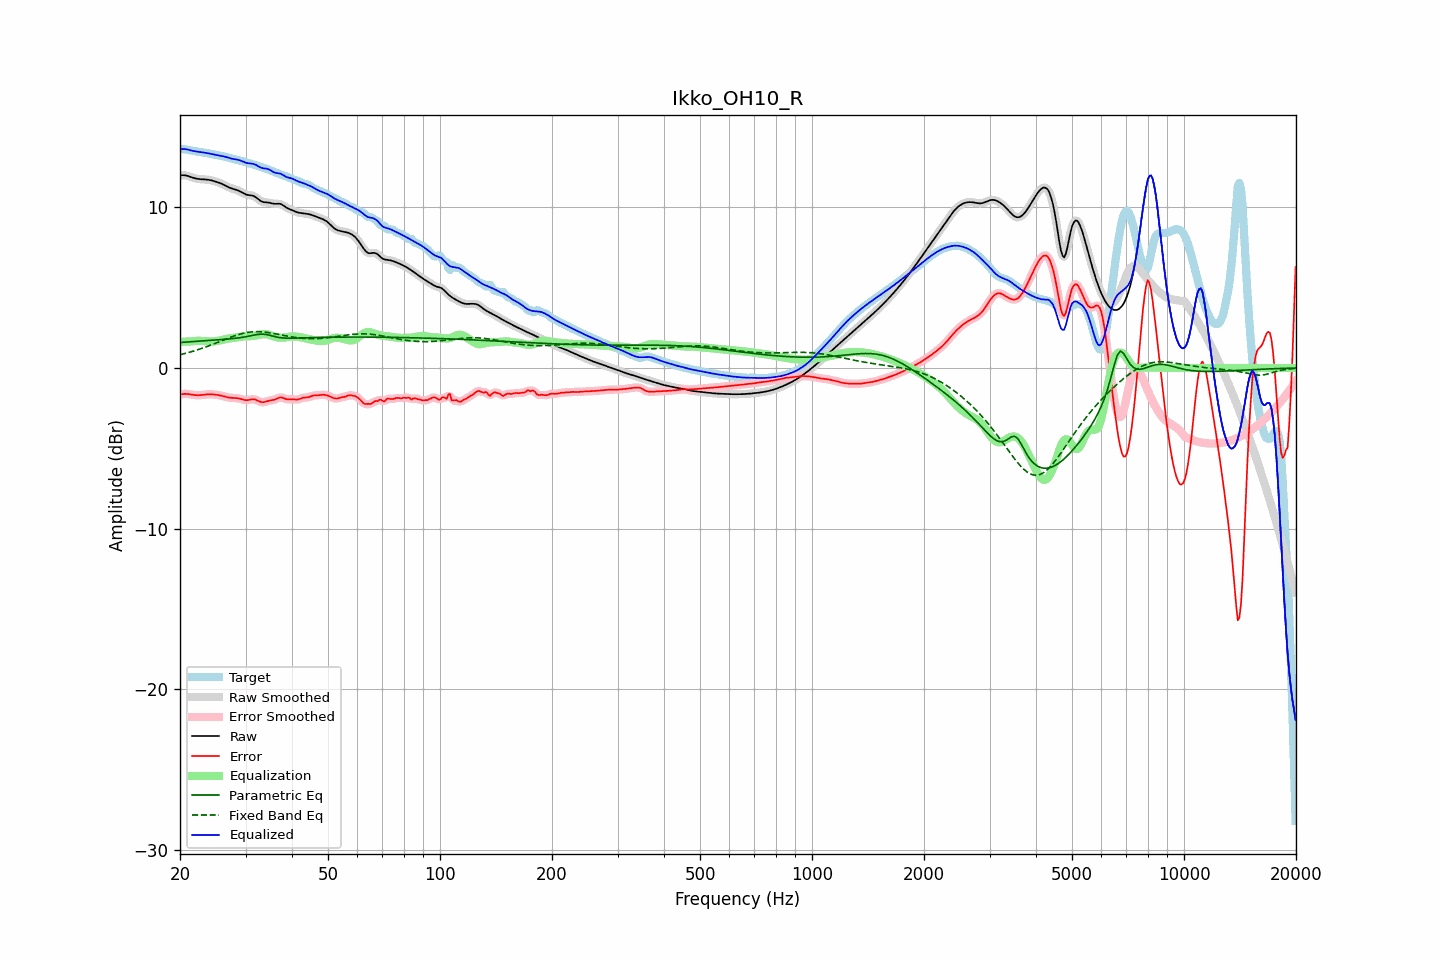 Ikko_OH10_R
Amplitude (dBr)
10
0
−10
−20
−30
Target
Raw Smoothed
Error Smoothed
Raw
Error
Equalization
Parametric Eq
Fixed Band Eq
Equalized
20 50 100 200 500 1000 2000 5000 10000 20000
Frequency (Hz)